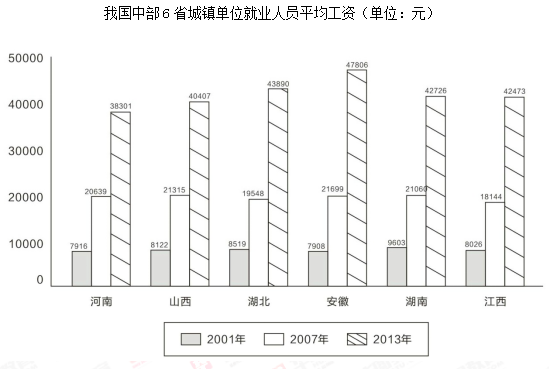 我国中部6省城镇单位就业人员平均工资（单位：元）
50000
40000
30000
20000
10000
0
7916 20639 38301
8122 21315 40407
8519 19548 43890
7908 21699 47806
9603 21060 42726
8026 18144 42473
河南 山西 湖北 安徽 湖南 江西
2001年 2007年 2013年